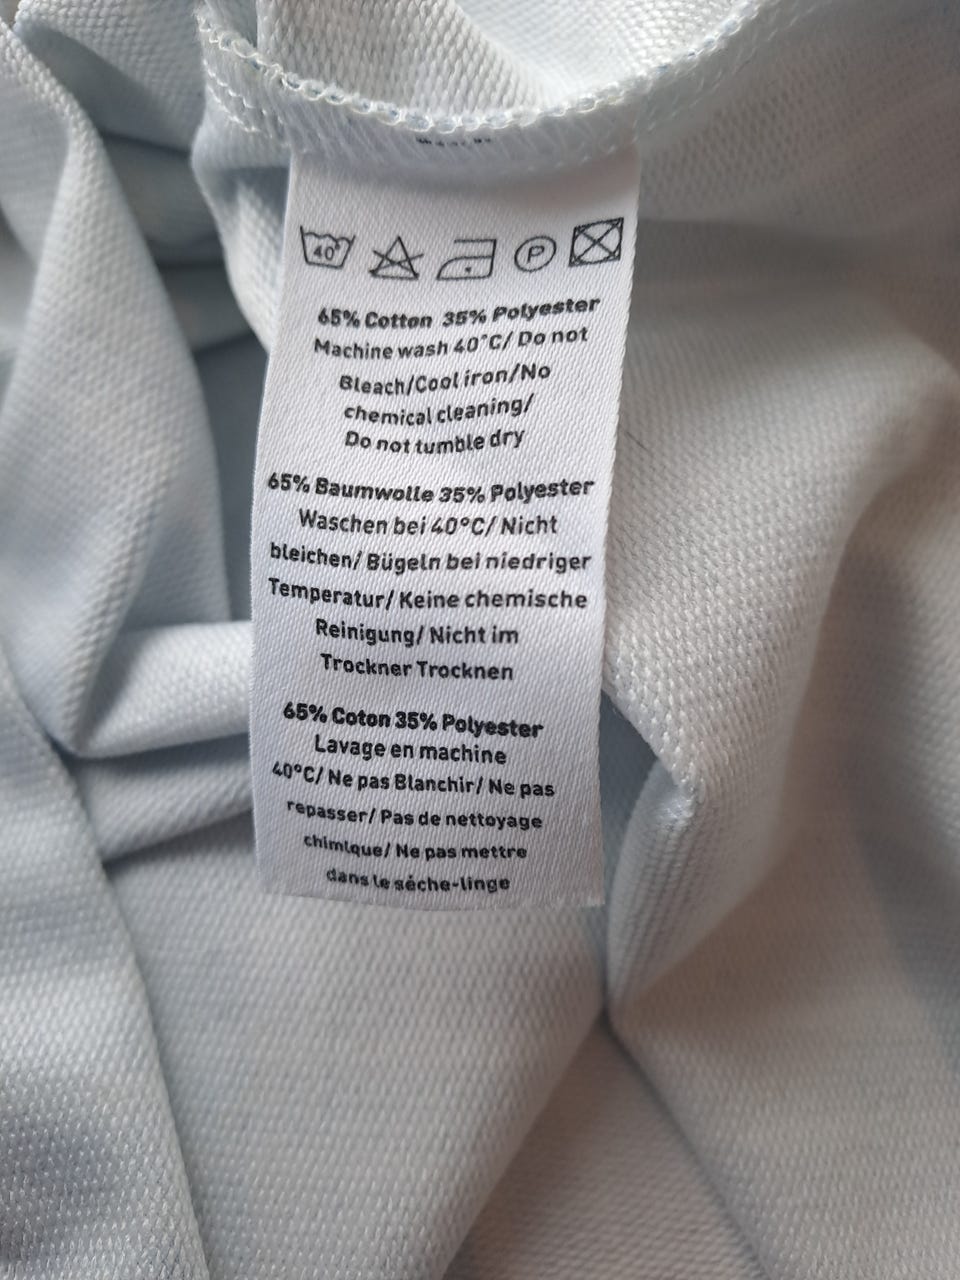 40°
P
65% Cotton 35% Polyester
Machine wash 40°C/ Do not
Bleach/Cool iron/No
chemical cleaning/
Do not tumble dry
65% Baumwolle 35% Polyester
Waschen bei 40°C/ Nicht
bleichen/ Bügeln bei niedriger
Temperatur/ Keine chemische
Reinigung/ Nicht im
Trockner Trocknen
65% Coton 35% Polyester
Lavage en machine
40°C/ Ne pas Blanchir/ Ne pas
repasser/ Pas de nettoyage
chimique/ Ne pas mettre
dans le séche-linge